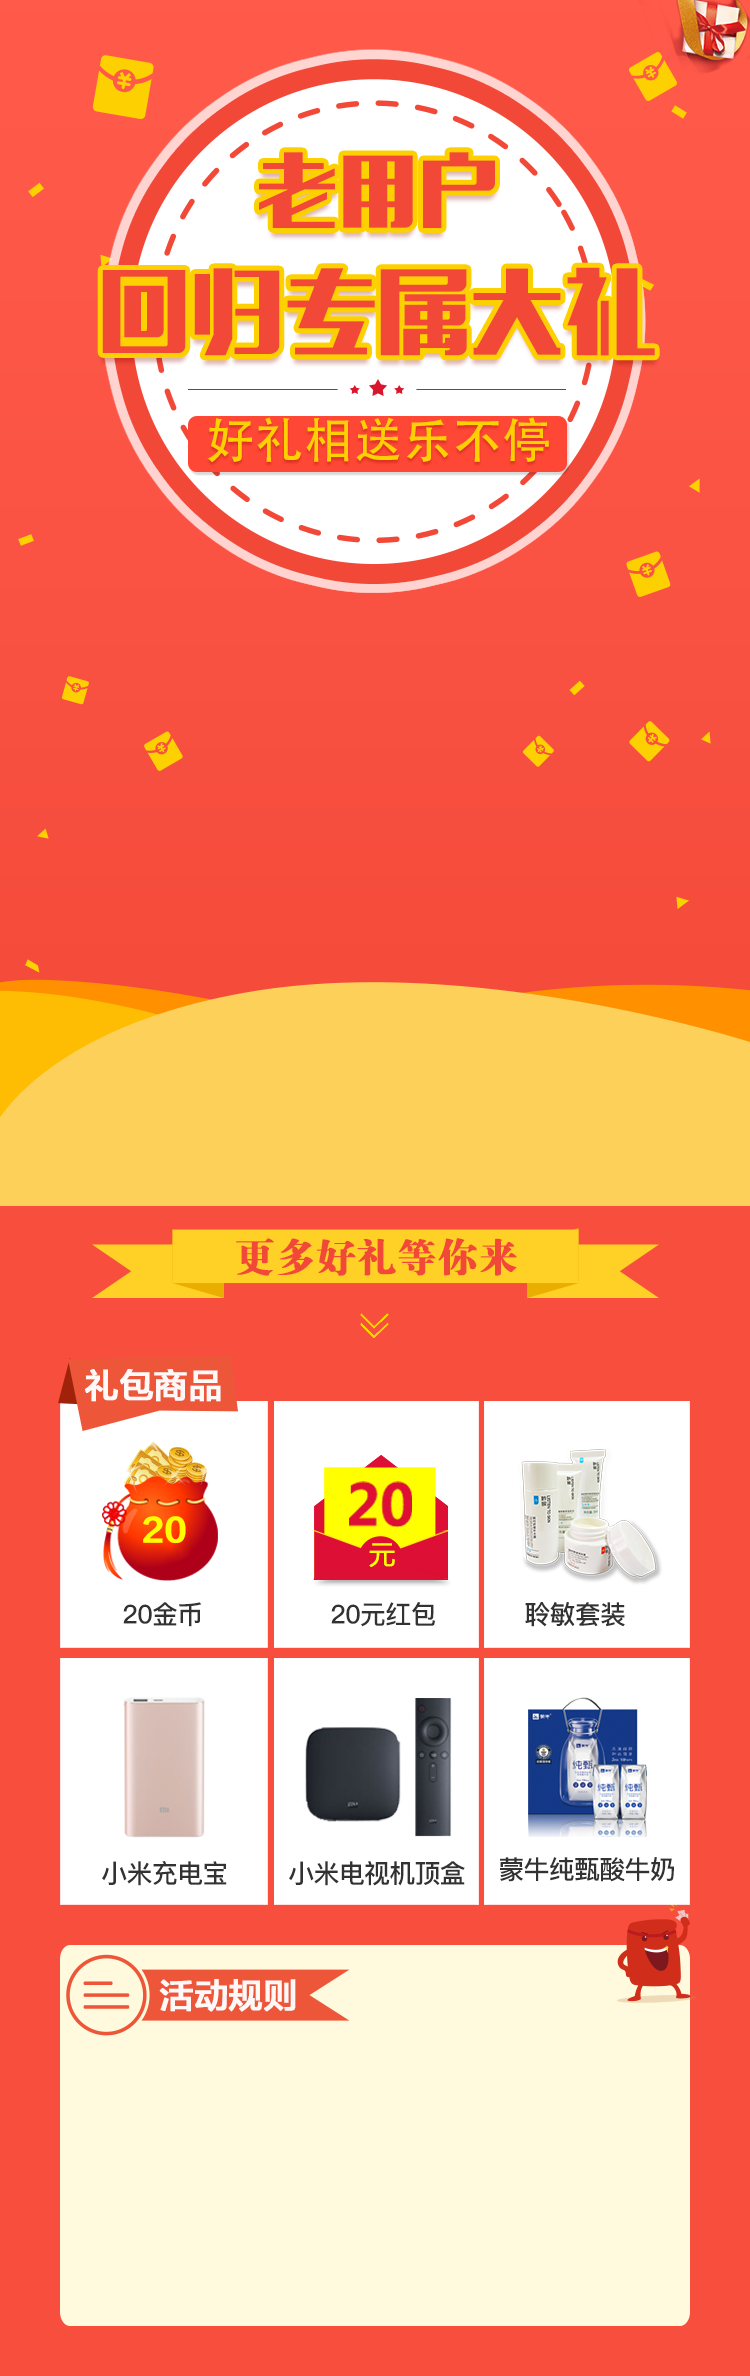 老用户
回归专属大礼
好礼相送乐不停
更多好礼等你来
礼包商品
20
20
元
20金币
20元红包
聆敏套装
纯甄
纯甄
纯甄
小米充电宝
小米电视机顶盒
蒙牛纯甄酸牛奶
活动规则